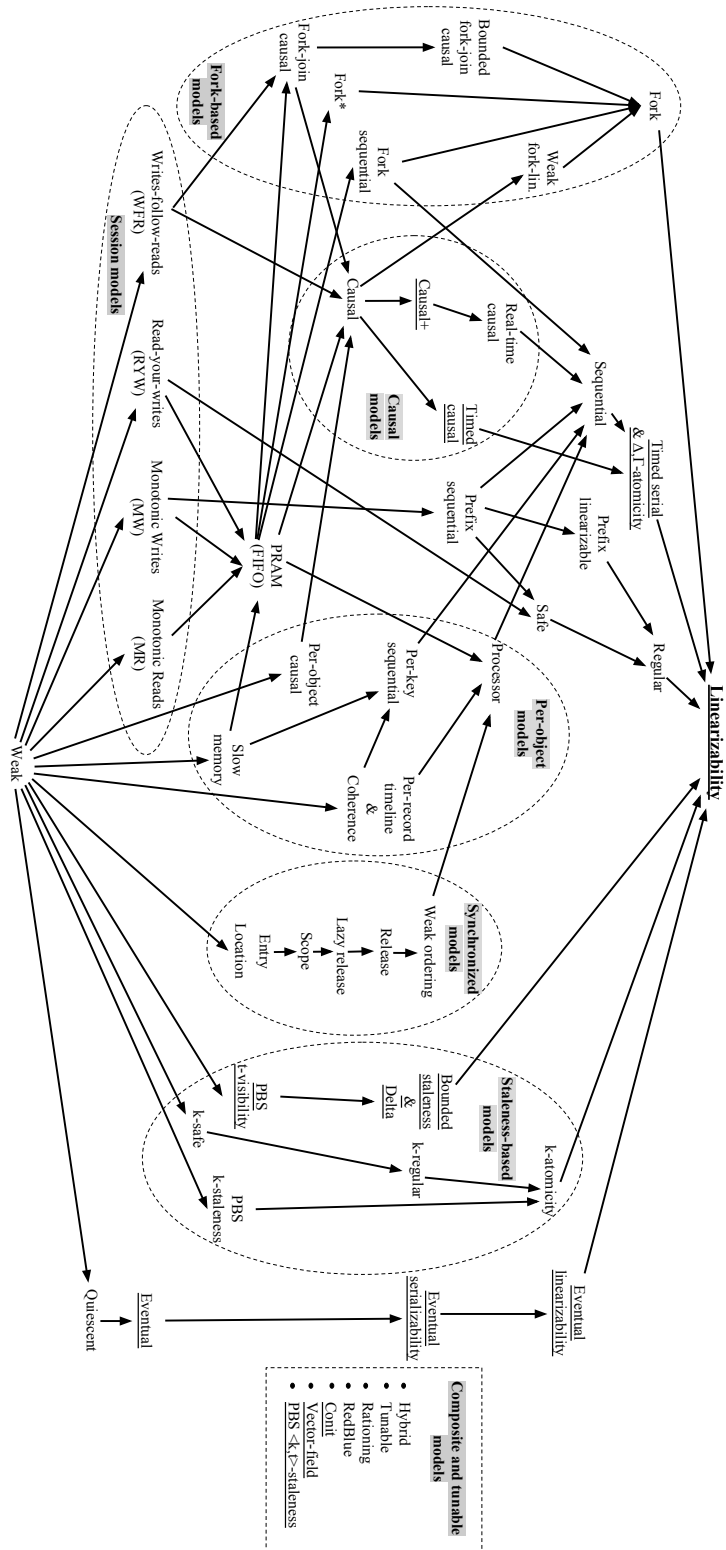 Linearizability
Fork
Bounded
fork-join
causal
Fork-join
causal
Fork*
Fork
sequential
Weak
fork-lin.
Fork-based
models
Writes-follow-reads
(WFR)
Session models
Read-your-writes
(RYW)
Monotonic Writes
(MW)
Monotonic Reads
(MR)
Causal
Causal+
Real-time
causal
Timed
causal
Causal
models
Sequential
Timed serial
& Δ,Γ-atomicity
Prefix
linearizable
Prefix
sequential
Safe
Regular
PRAM
(FIFO)
Per-object
causal
Per-key
sequential
Processor
Per-object
models
Slow
memory
Per-record
timeline
&
Coherence
Weak
Synchronized
models
Weak ordering
Release
Lazy release
Scope
Entry
Location
Staleness-based
models
Bounded
staleness
&
Delta
PBS
t-visibility
k-safe
k-regular
k-atomicity
PBS
k-staleness
Eventual
linearizability
Eventual
serializability
Eventual
Quiescent
Composite and tunable
models
• Hybrid
• Tunable
• Rationing
• RedBlue
• Conit
• Vector-field
• PBS <k,t>-staleness